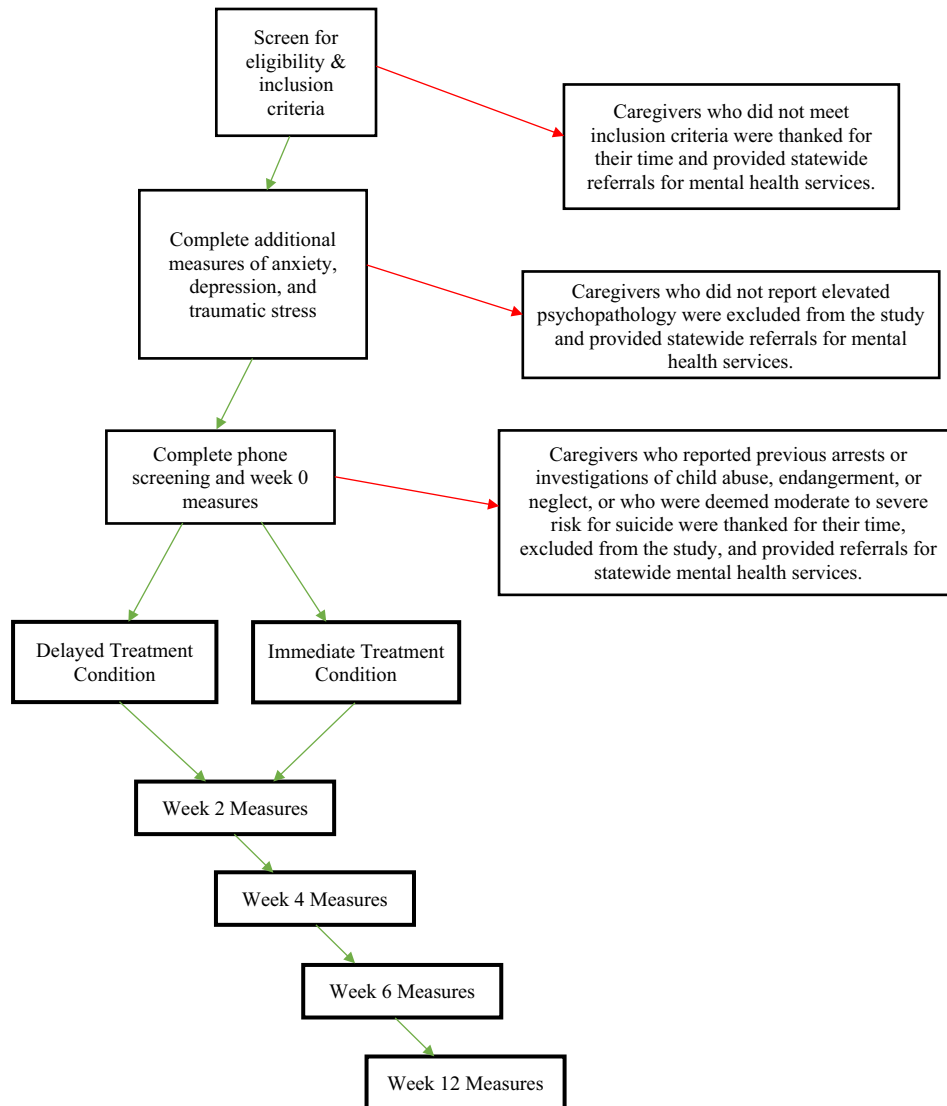 Screen for
eligibility &
inclusion
criteria
Caregivers who did not meet
inclusion criteria were thanked for
their time and provided statewide
referrals for mental health services.
Complete additional
measures of anxiety,
depression, and
traumatic stress
Caregivers who did not report elevated
psychopathology were excluded from the study
and provided statewide referrals for mental
health services.
Complete phone
screening and week 0
measures
Caregivers who reported previous arrests or
investigations of child abuse, endangerment, or
neglect, or who were deemed moderate to severe
risk for suicide were thanked for their time,
excluded from the study, and provided referrals for
statewide mental health services.
Delayed Treatment
Condition
Immediate Treatment
Condition
Week 2 Measures
Week 4 Measures
Week 6 Measures
Week 12 Measures